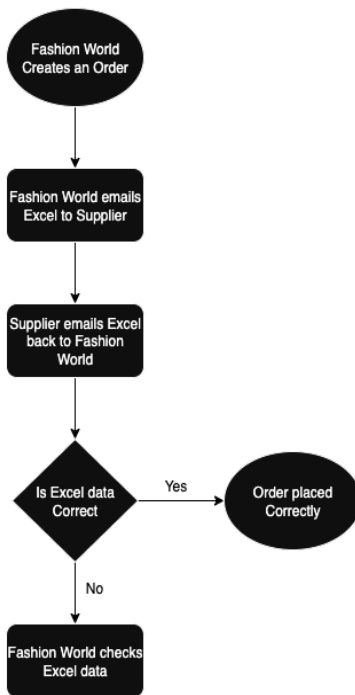 Fashion World
Creates an Order
Fashion World emails
Excel to Supplier
Supplier emails Excel
back to Fashion
World
Is Excel data
Correct
Yes
Order placed
Correctly
No
Fashion World checks
Excel data